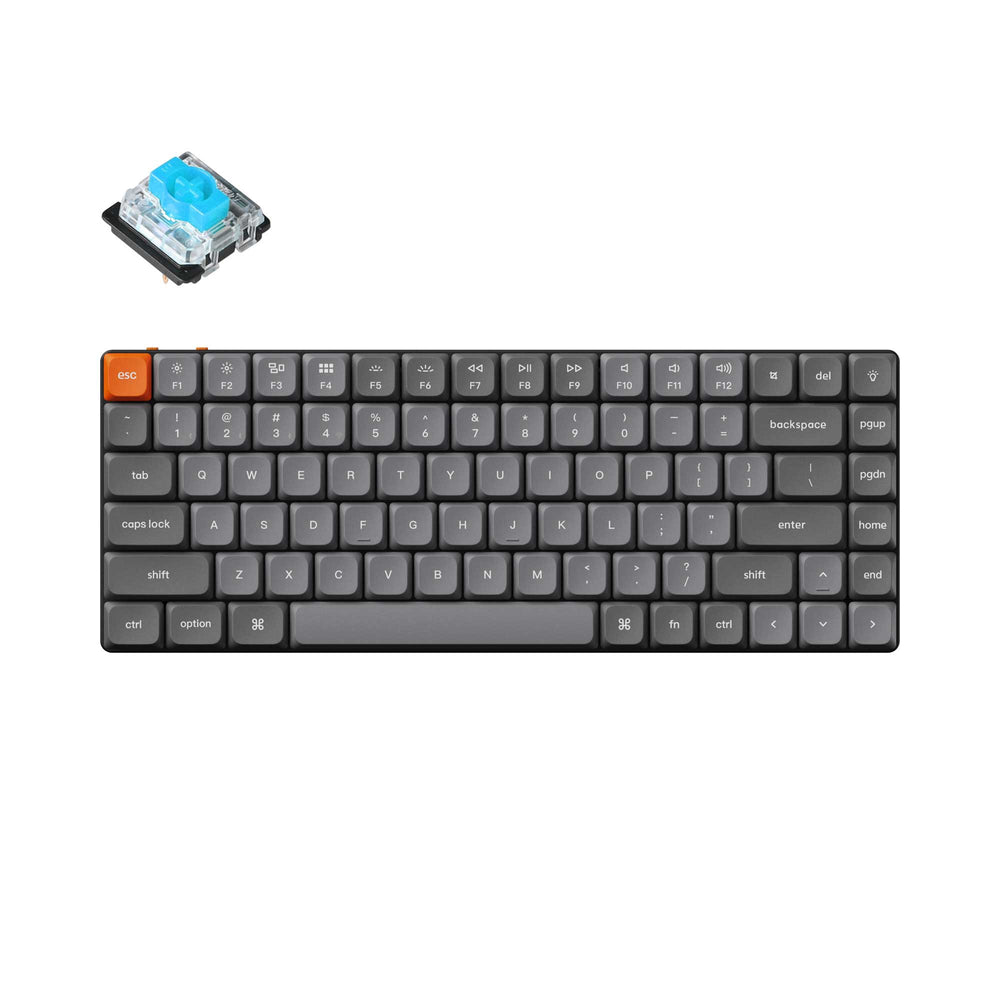 esc F1 F2 F3 F4 F5 F6 F7 F8 F9 F10 F11 F12 del
~ ! @ # $ % ^ & * ( ) — +
` 1 2 3 4 5 6 7 8 9 0 - = backspace pgup
tab Q W E R T Y U I O P { [ } ] | \ pgdn
caps lock A S D F G H J K L : ; " , enter home
shift Z X C V B N M < , > . ? / shift ^ end
ctrl option ⌘ ⌘ fn ctrl < ⌄ >